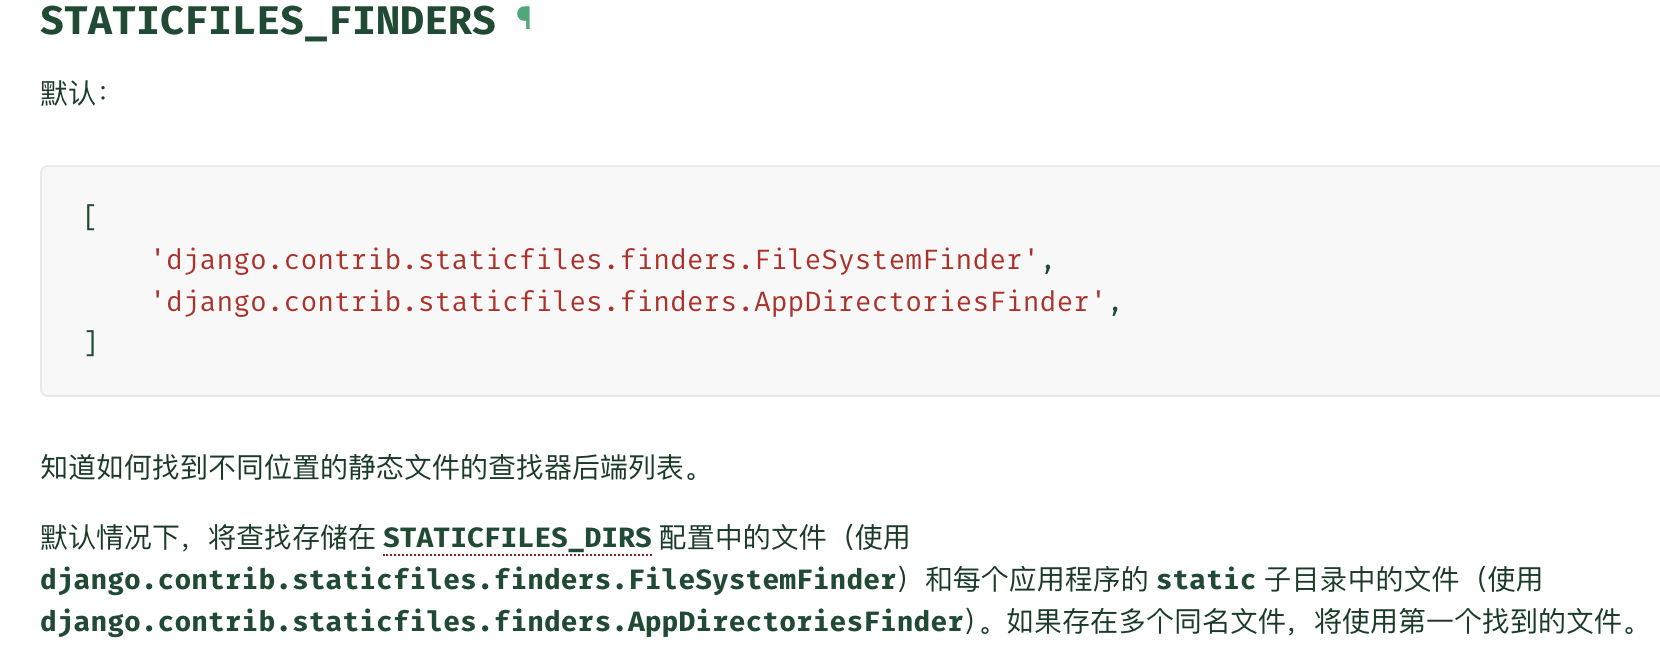 STATICFILES_FINDERS ¶
默认：
[
    'django.contrib.staticfiles.finders.FileSystemFinder',
    'django.contrib.staticfiles.finders.AppDirectoriesFinder',
]
知道如何找到不同位置的静态文件的查找器后端列表。
默认情况下，将查找存储在 STATICFILES_DIRS 配置中的文件（使用
django.contrib.staticfiles.finders.FileSystemFinder）和每个应用程序的 static 子目录中的文件（使用
django.contrib.staticfiles.finders.AppDirectoriesFinder）。如果存在多个同名文件，将使用第一个找到的文件。